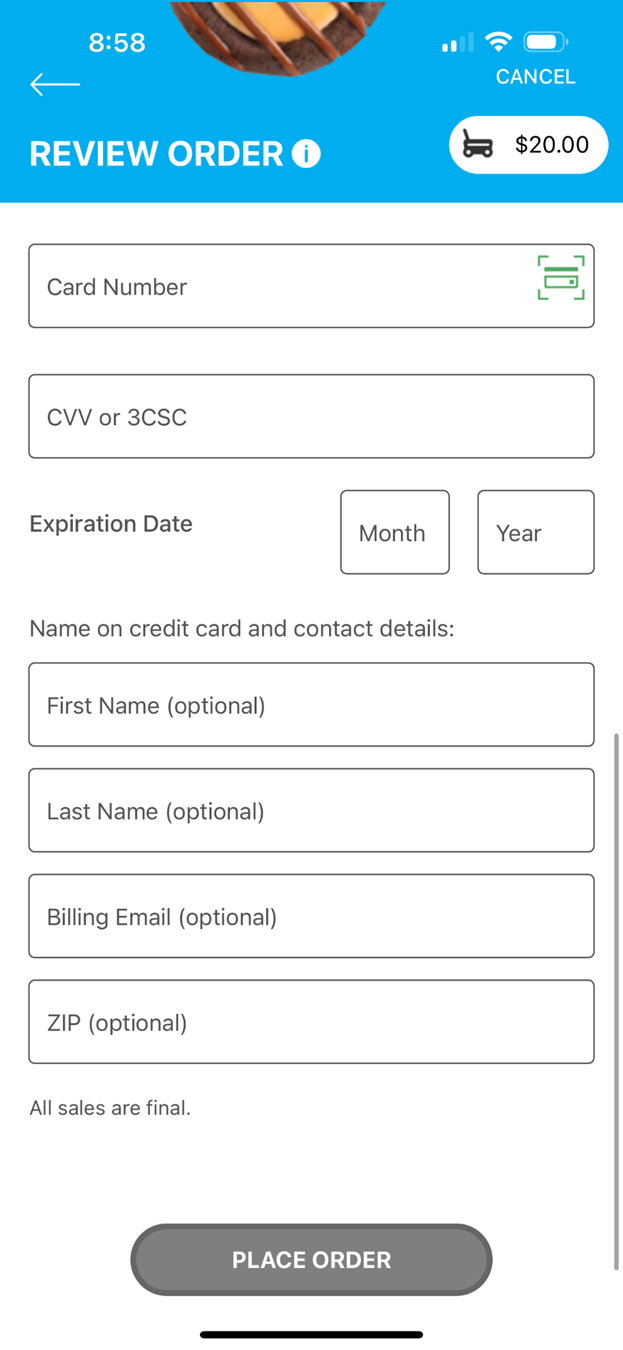 8:58
CANCEL
REVIEW ORDER i
$20.00
Card Number
CVV or 3CSC
Expiration Date
Month
Year
Name on credit card and contact details:
First Name (optional)
Last Name (optional)
Billing Email (optional)
ZIP (optional)
All sales are final.
PLACE ORDER